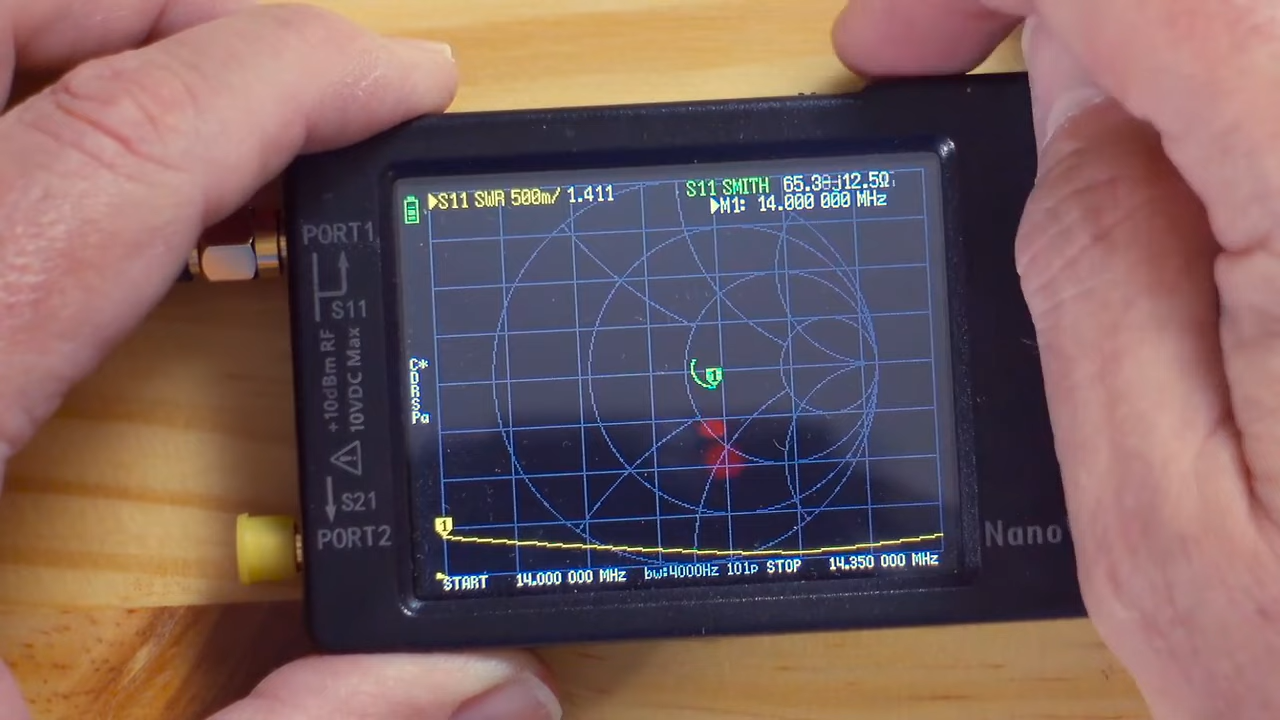 S11 SWR 500m/ 1.411
S11 SMITH 65.30-j12.5Ω
M1: 14.000 000 MHz
PORT1
S11
+10dBm RF
10VDC Max
S21
PORT2
C*
D
R
S
Pa
1
1
START 14.000 000 MHz bw:4000Hz 101p STOP 14.350 000 MHz
Nano